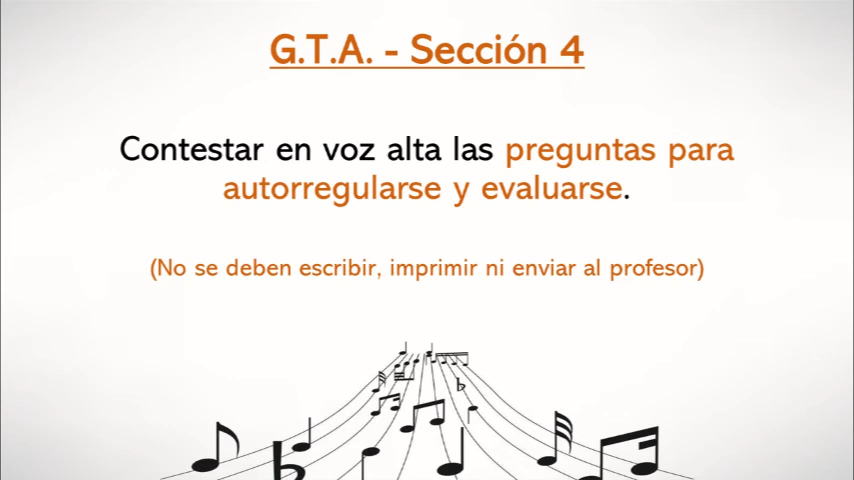 G.T.A. - Sección 4
Contestar en voz alta las preguntas para
autorregularse y evaluarse.
(No se deben escribir, imprimir ni enviar al profesor)